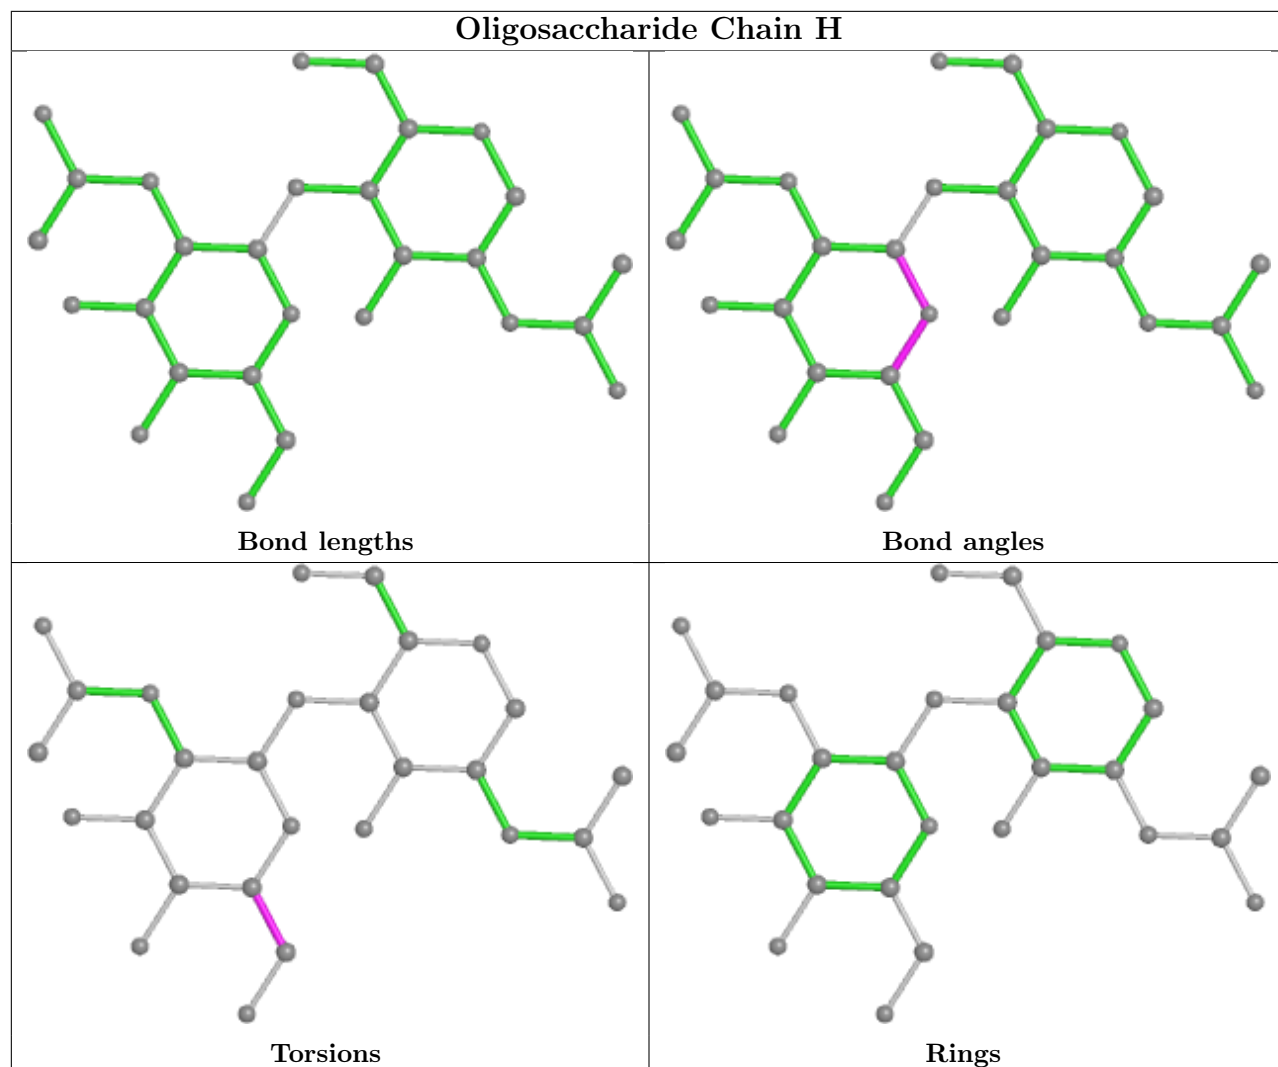 Oligosaccharide Chain H
Bond lengths
Bond angles
Torsions
Rings